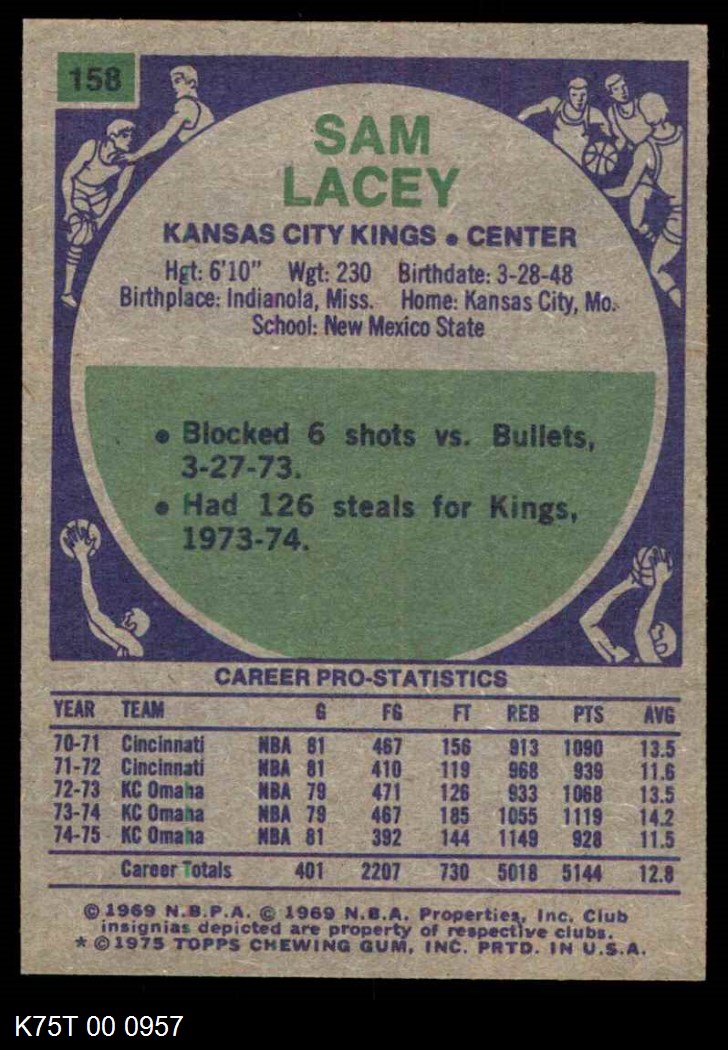 158
SAM
LACEY
KANSAS CITY KINGS • CENTER
Hgt: 6'10" Wgt: 230 Birthdate: 3-28-48
Birthplace: Indianola, Miss. Home: Kansas City, Mo.
School: New Mexico State
• Blocked 6 shots vs. Bullets,
3-27-73.
• Had 126 steals for Kings,
1973-74.
CAREER PRO-STATISTICS
YEAR TEAM G FG FT REB PTS AVG
70-71 Cincinnati NBA 81 467 156 913 1090 13.5
71-72 Cincinnati NBA 81 410 119 968 939 11.6
72-73 KC Omaha NBA 79 471 126 933 1068 13.5
73-74 KC Omaha NBA 79 467 185 1055 1119 14.2
74-75 KC Omaha NBA 81 392 144 1149 928 11.5
Career Totals 401 2207 730 5018 5144 12.8
© 1969 N.B.P.A. © 1969 N.B.A. Properties, Inc. Club
insignias depicted are property of respective clubs.
* © 1975 TOPPS CHEWING GUM, INC. PRTD. IN U.S.A.
K75T 00 0957